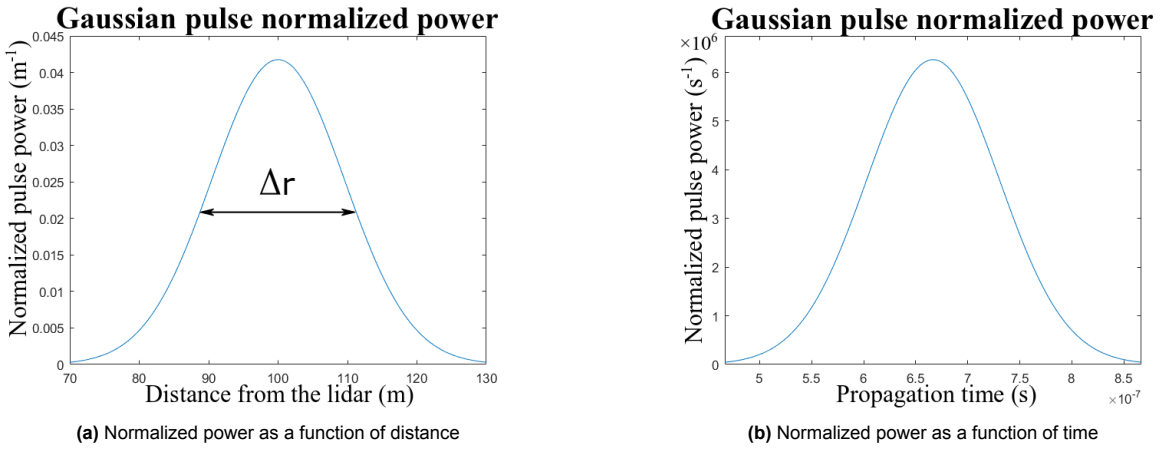 Gaussian pulse normalized power
Normalized pulse power (m⁻¹)
0.045
0.04
0.035
0.03
0.025
0.02
0.015
0.01
0.005
0
Δr
70 80 90 100 110 120 130
Distance from the lidar (m)
(a) Normalized power as a function of distance
Gaussian pulse normalized power
×10⁶
Normalized pulse power (s⁻¹)
6
5
4
3
2
1
0
5 5.5 6 6.5 7 7.5 8 8.5
×10⁻⁷
Propagation time (s)
(b) Normalized power as a function of time